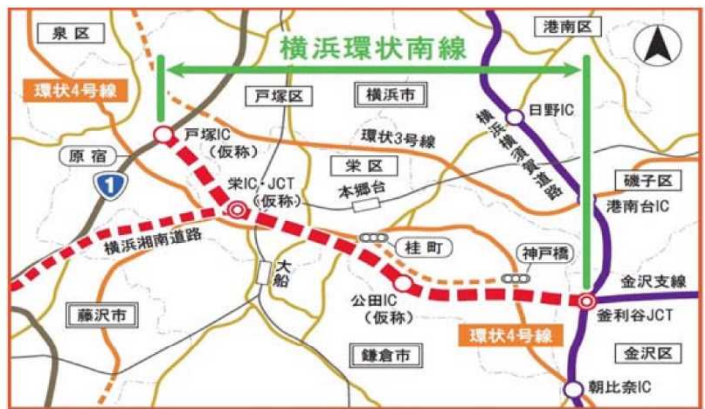 泉区
港南区
横浜環状南線
環状4号線
戸塚区
横浜市
日野IC
戸塚IC
(仮称)
環状3号線
横浜横須賀道路
原宿
栄区
磯子区
1
栄IC・JCT
(仮称)
本郷台
港南台IC
横浜湘南道路
桂町
神戸橋
大船
金沢支線
公田IC
(仮称)
釜利谷JCT
藤沢市
環状4号線
鎌倉市
金沢区
朝比奈IC